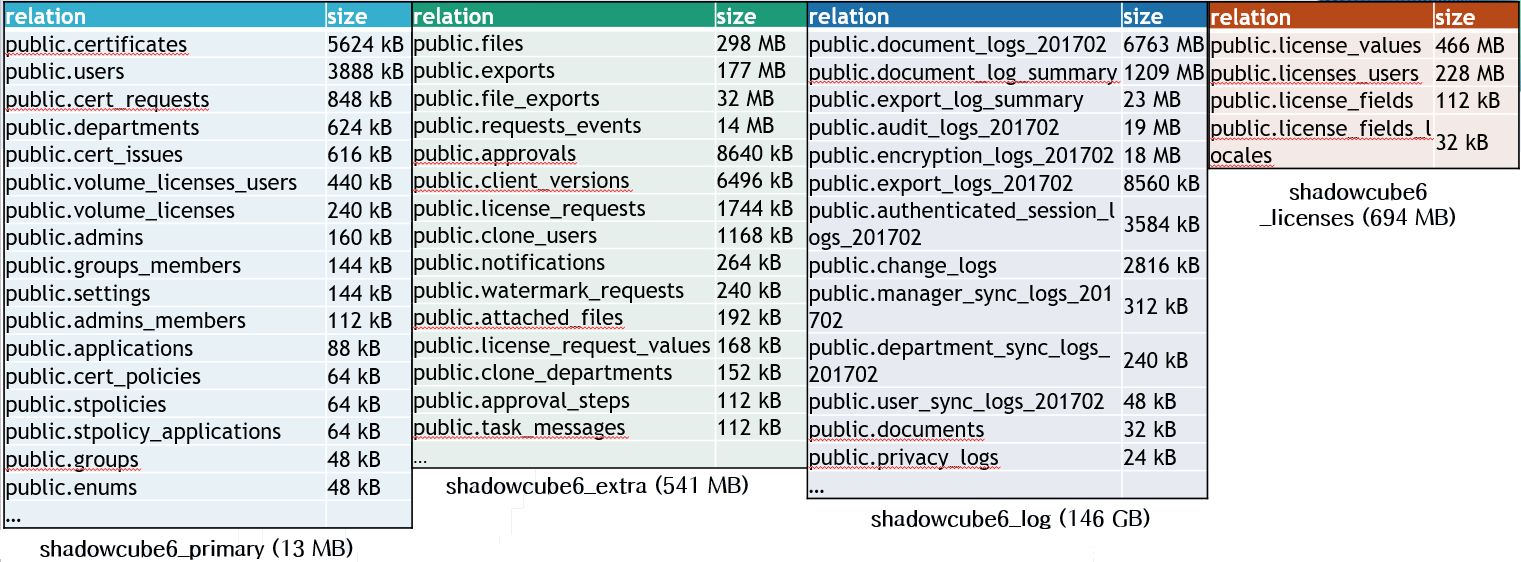 relation size
public.certificates 5624 kB
public.users 3888 kB
public.cert_requests 848 kB
public.departments 624 kB
public.cert_issues 616 kB
public.volume_licenses_users 440 kB
public.volume_licenses 240 kB
public.admins 160 kB
public.groups_members 144 kB
public.settings 144 kB
public.admins_members 112 kB
public.applications 88 kB
public.cert_policies 64 kB
public.stpolicies 64 kB
public.stpolicy_applications 64 kB
public.groups 48 kB
public.enums 48 kB
...
shadowcube6_primary (13 MB)
relation size
public.files 298 MB
public.exports 177 MB
public.file_exports 32 MB
public.requests_events 14 MB
public.approvals 8640 kB
public.client_versions 6496 kB
public.license_requests 1744 kB
public.clone_users 1168 kB
public.notifications 264 kB
public.watermark_requests 240 kB
public.attached_files 192 kB
public.license_request_values 168 kB
public.clone_departments 152 kB
public.approval_steps 112 kB
public.task_messages 112 kB
...
shadowcube6_extra (541 MB)
relation size
public.document_logs_201702 6763 MB
public.document_log_summary 1209 MB
public.export_log_summary 23 MB
public.audit_logs_201702 19 MB
public.encryption_logs_201702 18 MB
public.export_logs_201702 8560 kB
public.authenticated_session_l
ogs_201702 3584 kB
public.change_logs 2816 kB
public.manager_sync_logs_201
702 312 kB
public.department_sync_logs_
201702 240 kB
public.user_sync_logs_201702 48 kB
public.documents 32 kB
public.privacy_logs 24 kB
...
shadowcube6_log (146 GB)
relation size
public.license_values 466 MB
public.licenses_users 228 MB
public.license_fields 112 kB
public.license_fields_l
ocales 32 kB
shadowcube6
_licenses (694 MB)